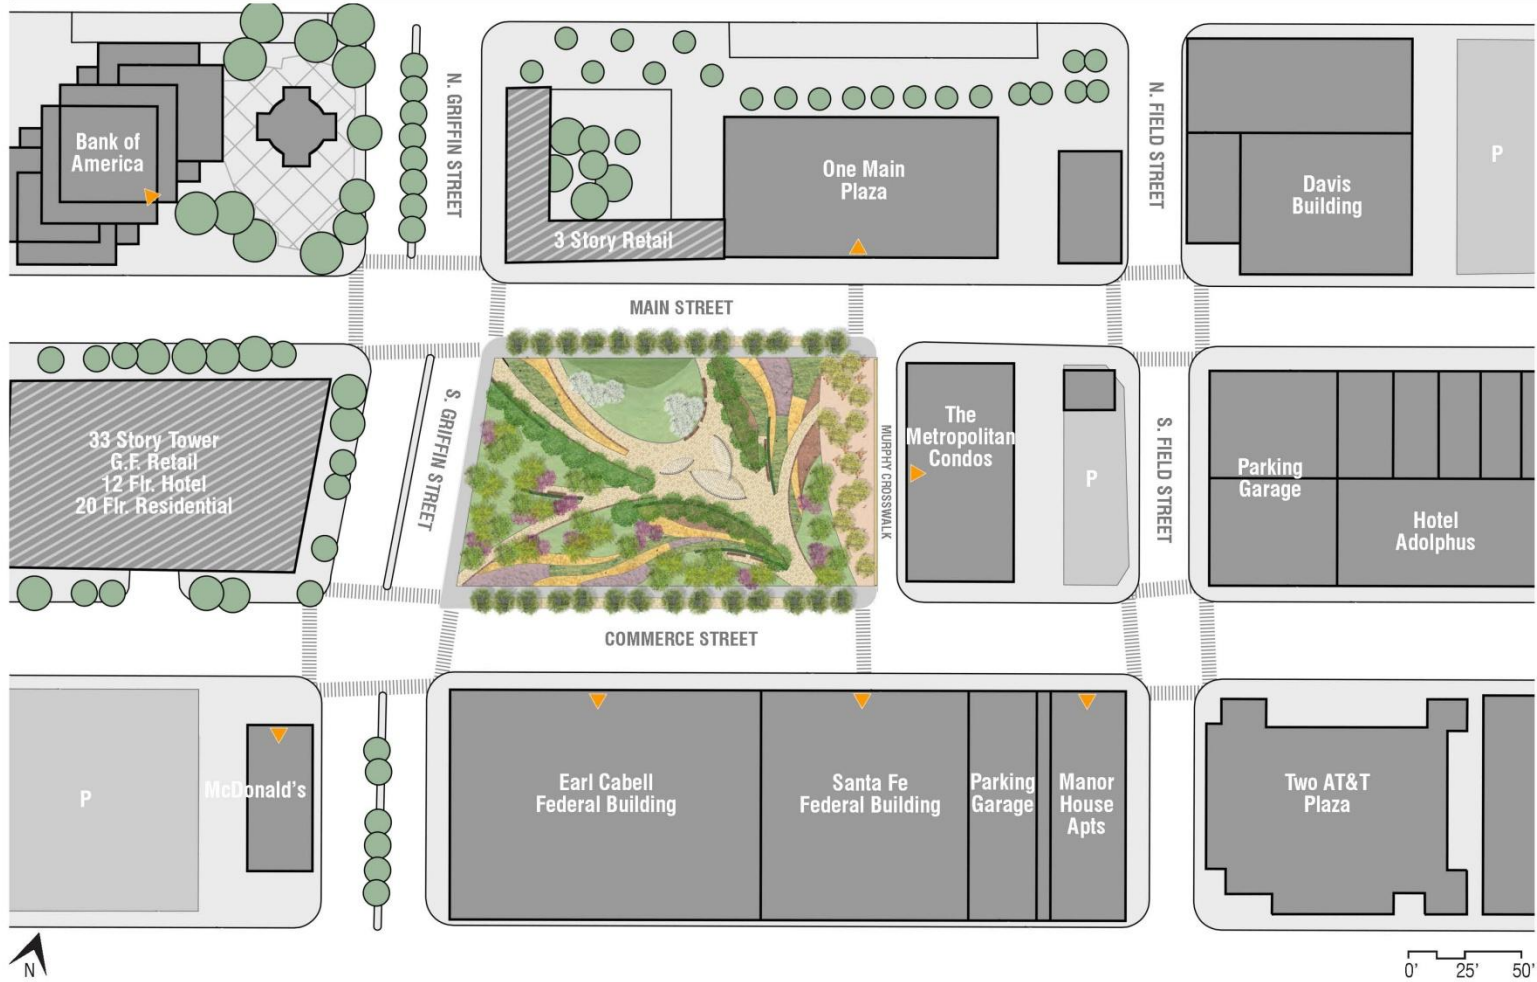 N. GRIFFIN STREET
N. FIELD STREET
Bank of
America
One Main
Plaza
Davis
Building
P
3 Story Retail
MAIN STREET
S. GRIFFIN STREET
MURPHY CROSSWALK
The
Metropolitan
Condos
P
S. FIELD STREET
33 Story Tower
G.F. Retail
12 Flr. Hotel
20 Flr. Residential
Parking
Garage
Hotel
Adolphus
COMMERCE STREET
P
McDonald's
Earl Cabell
Federal Building
Santa Fe
Federal Building
Parking
Garage
Manor
House
Apts
Two AT&T
Plaza
N
0' 25' 50'